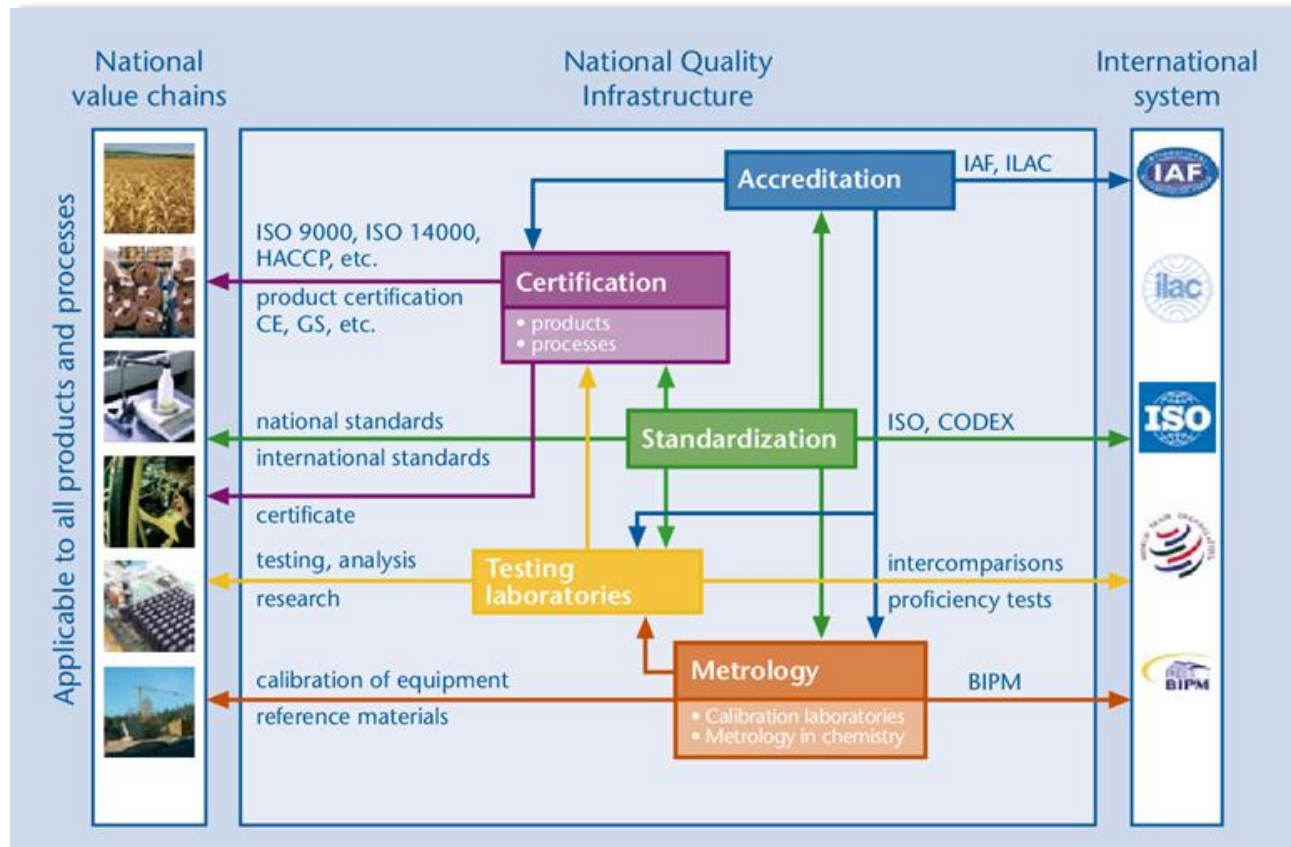 National
value chains
National Quality
Infrastructure
International
system
Applicable to all products and processes
Accreditation
IAF, ILAC
IAF
ISO 9000, ISO 14000,
HACCP, etc.
product certification
CE, GS, etc.
Certification
• products
• processes
ilac
national standards
international standards
Standardization
ISO, CODEX
ISO
certificate
testing, analysis
research
Testing
laboratories
intercomparisons
proficiency tests
WORLD TRADE ORGANIZATION
calibration of equipment
reference materials
Metrology
• Calibration laboratories
• Metrology in chemistry
BIPM
BIPM